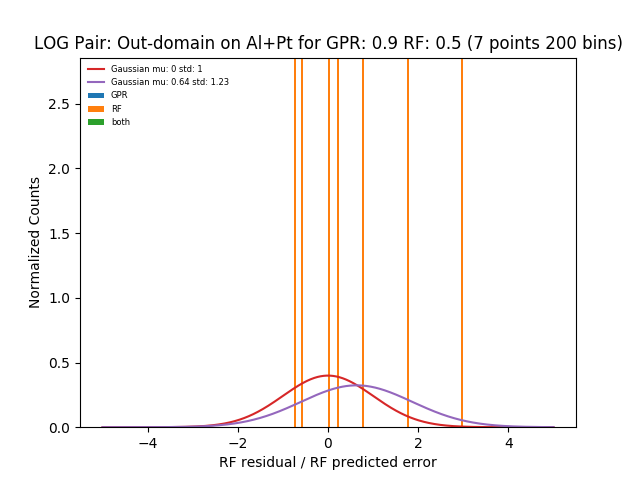 LOG Pair: Out-domain on Al+Pt for GPR: 0.9 RF: 0.5 (7 points 200 bins)
Gaussian mu: 0 std: 1
Gaussian mu: 0.64 std: 1.23
GPR
RF
both
Normalized Counts
2.5
2.0
1.5
1.0
0.5
0.0
−4 −2 0 2 4
RF residual / RF predicted error